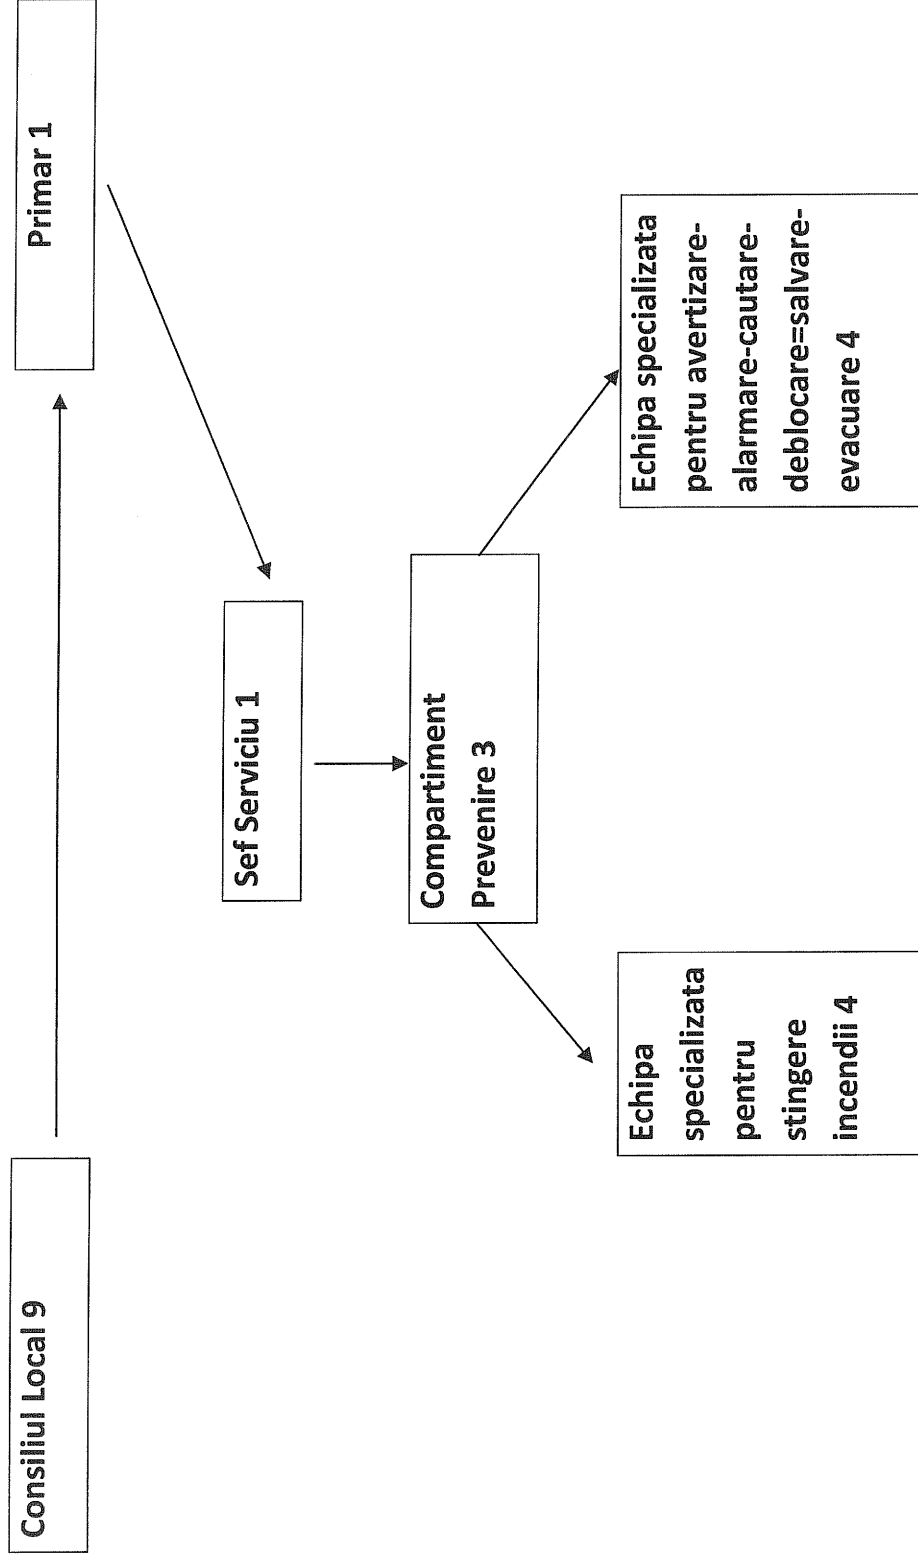 Consiliul Local 9
Primar 1
Sef Serviciu 1
Compartiment
Prevenire 3
Echipa
specializata
pentru
stingere
incendii 4
Echipa specializata
pentru avertizare-
alarmare-cautare-
deblocare=salvare-
evacuare 4